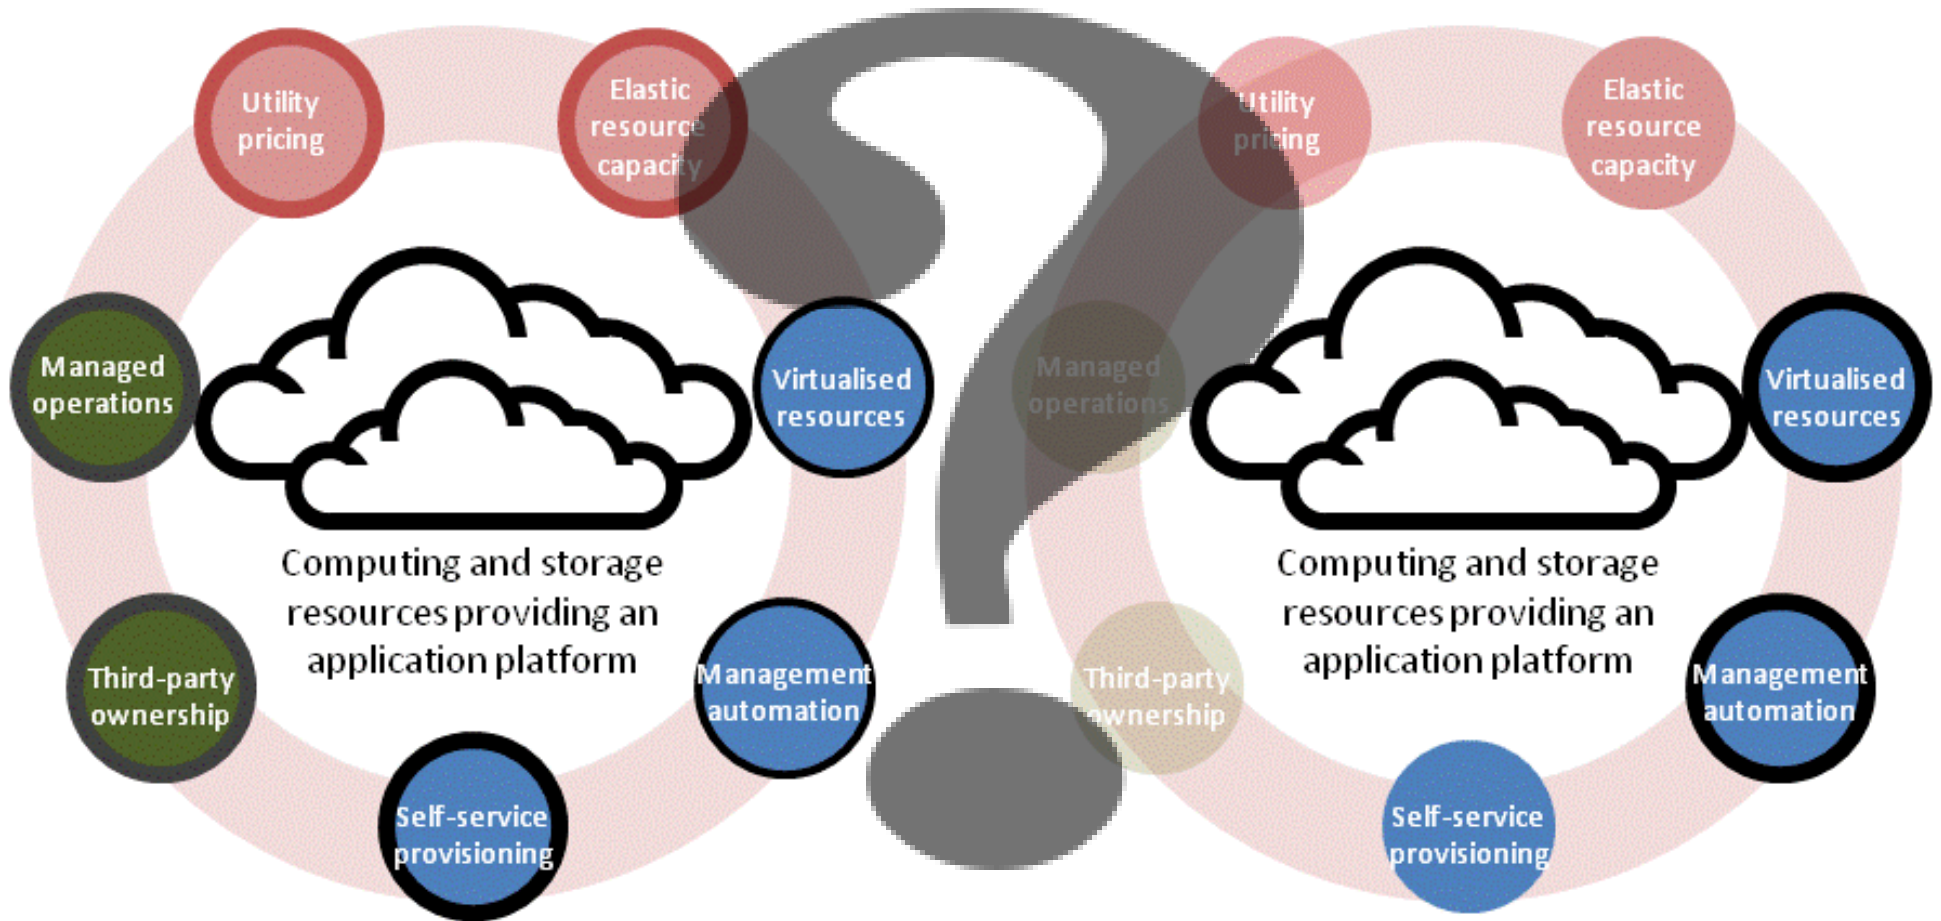 Utility
pricing
Elastic
resource
capacity
Managed
operations
Virtualised
resources
Computing and storage
resources providing an
application platform
Third-party
ownership
Management
automation
Self-service
provisioning
Utility
pricing
Elastic
resource
capacity
Managed
operations
Virtualised
resources
Computing and storage
resources providing an
application platform
Third-party
ownership
Management
automation
Self-service
provisioning